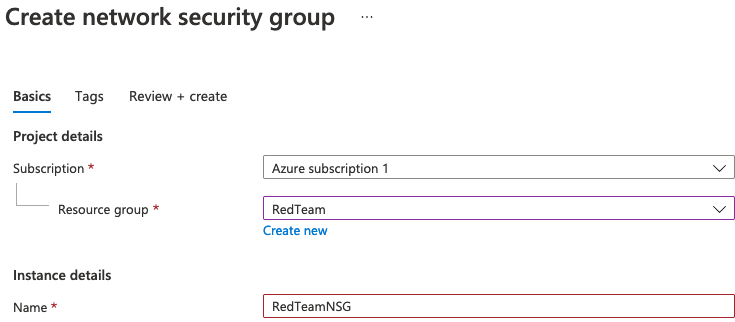 Create network security group ...
Basics Tags Review + create
Project details
Subscription * Azure subscription 1
Resource group * RedTeam
Create new
Instance details
Name * RedTeamNSG